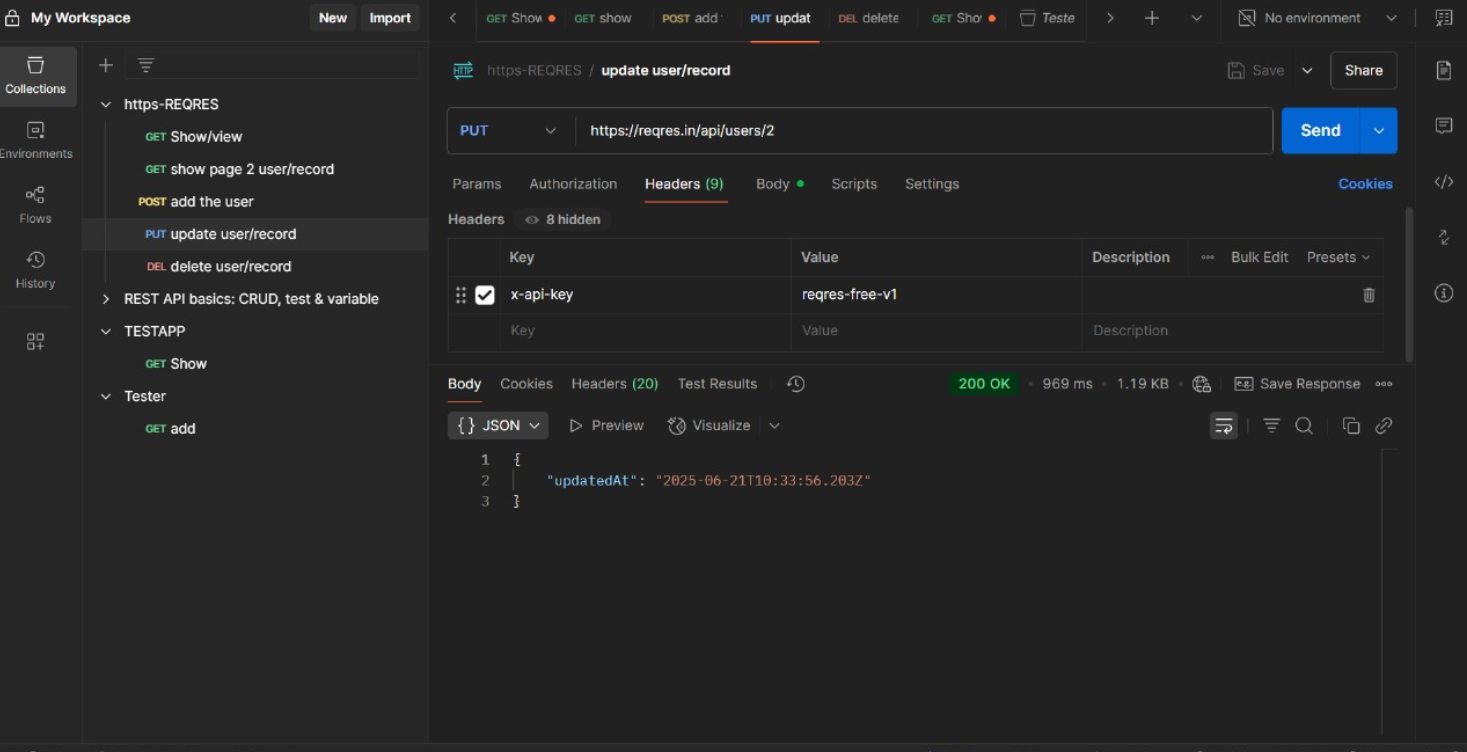 My Workspace New Import GET Show GET show POST add PUT updat DEL delete GET Shov Teste No environment
Collections
Environments
Flows
History
https-REQRES
GET Show/view
GET show page 2 user/record
POST add the user
PUT update user/record
DEL delete user/record
REST API basics: CRUD, test & variable
TESTAPP
GET Show
Tester
GET add
HTTP https-REQRES / update user/record Save Share
PUT https://reqres.in/api/users/2 Send
Params Authorization Headers (9) Body Scripts Settings Cookies
Headers 8 hidden
Key Value Description Bulk Edit Presets
x-api-key reqres-free-v1
Key Value Description
Body Cookies Headers (20) Test Results 200 OK • 969 ms • 1.19 KB • e.g. Save Response
{} JSON Preview Visualize
1 {
2 "updatedAt": "2025-06-21T10:33:56.203Z"
3 }